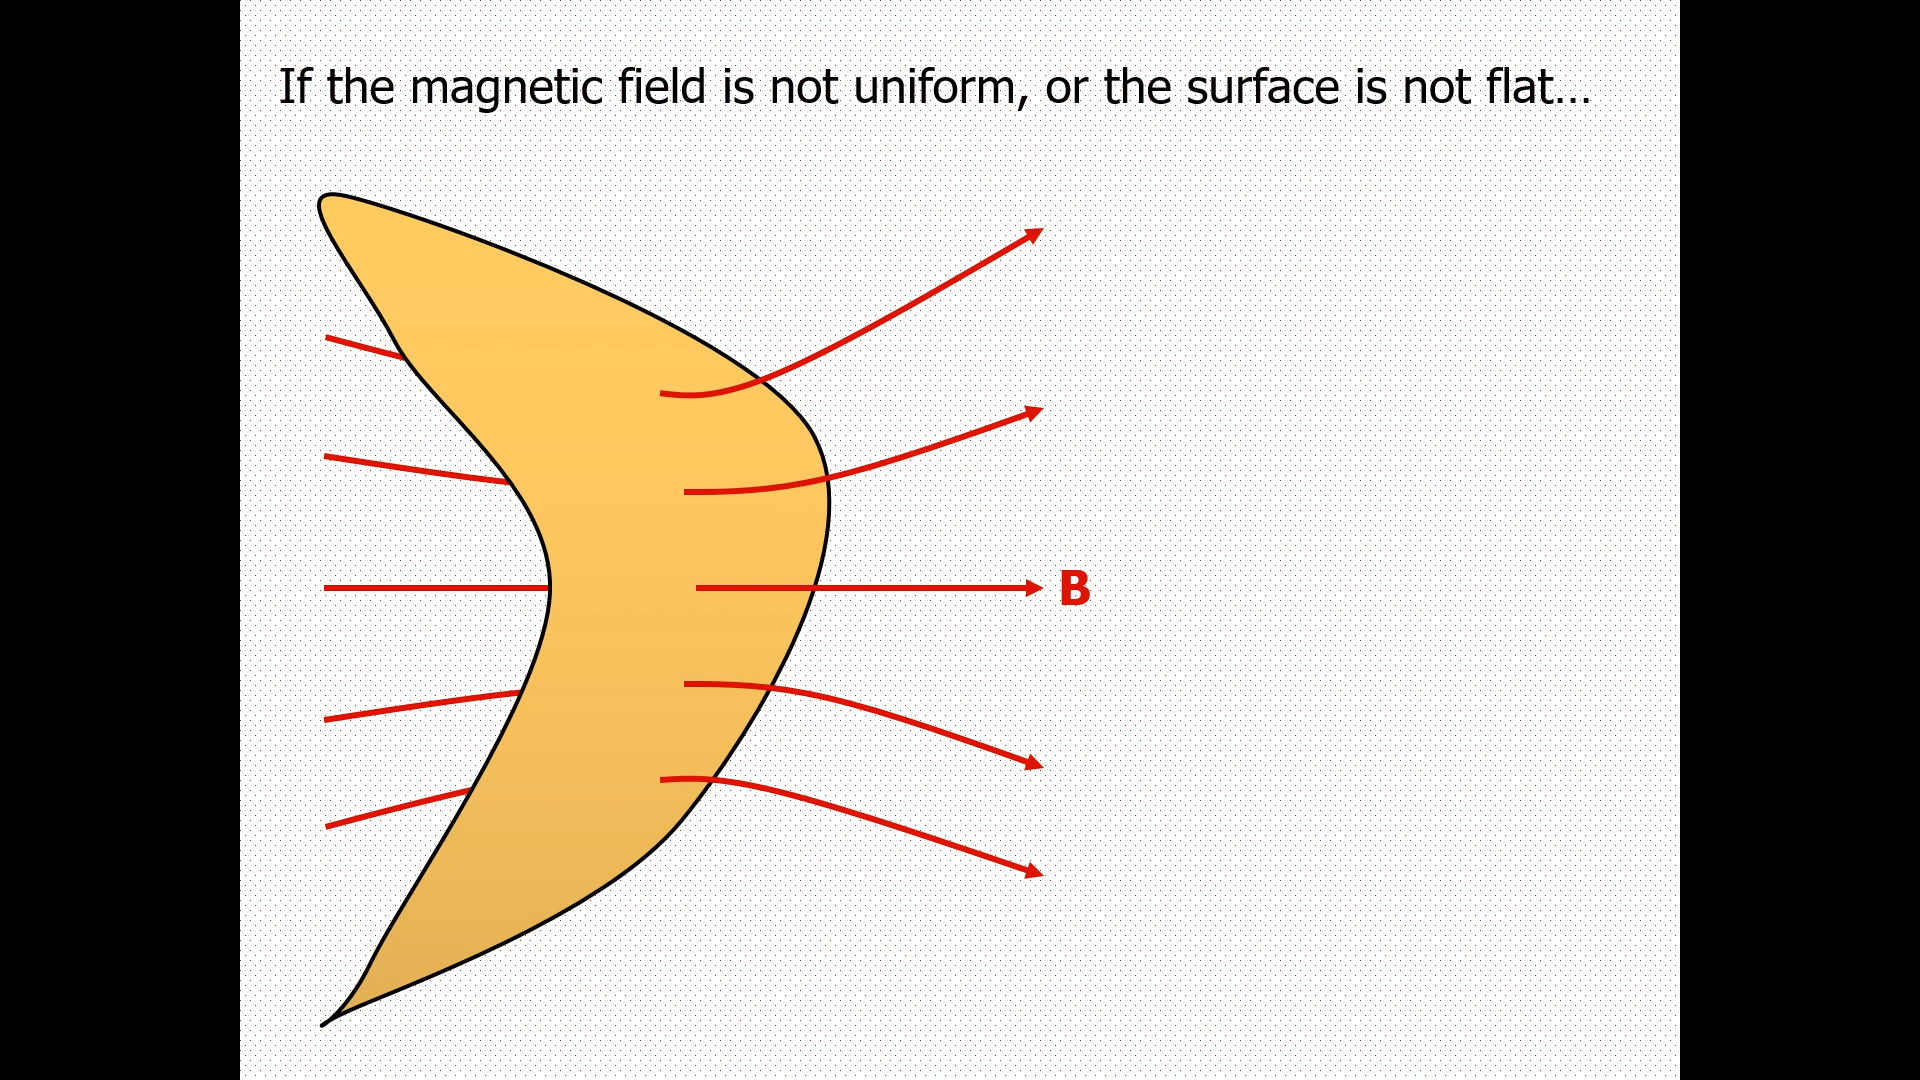 If the magnetic field is not uniform, or the surface is not flat…
B